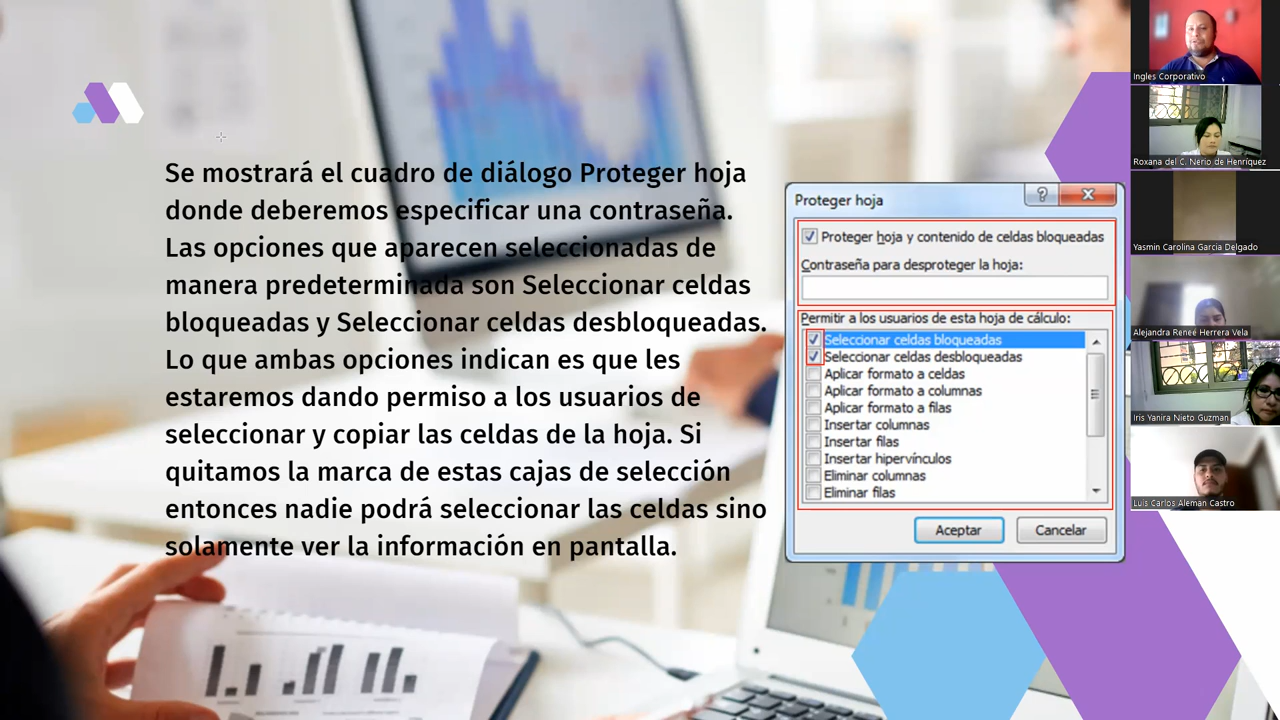 Se mostrará el cuadro de diálogo Proteger hoja
donde deberemos especificar una contraseña.
Las opciones que aparecen seleccionadas de
manera predeterminada son Seleccionar celdas
bloqueadas y Seleccionar celdas desbloqueadas.
Lo que ambas opciones indican es que les
estaremos dando permiso a los usuarios de
seleccionar y copiar las celdas de la hoja. Si
quitamos la marca de estas cajas de selección
entonces nadie podrá seleccionar las celdas sino
solamente ver la información en pantalla.
Proteger hoja
Proteger hoja y contenido de celdas bloqueadas
Contraseña para desproteger la hoja:
Permitir a los usuarios de esta hoja de cálculo:
Seleccionar celdas bloqueadas
Seleccionar celdas desbloqueadas
Aplicar formato a celdas
Aplicar formato a columnas
Aplicar formato a filas
Insertar columnas
Insertar filas
Insertar hipervínculos
Eliminar columnas
Eliminar filas
Aceptar
Cancelar
Ingles Corporativo
Roxana del C. Nerio de Henríquez
Yasmin Carolina Garcia Delgado
Alejandra Reneé Herrera Vela
Iris Yanira Nieto Guzman
Luis Carlos Aleman Castro